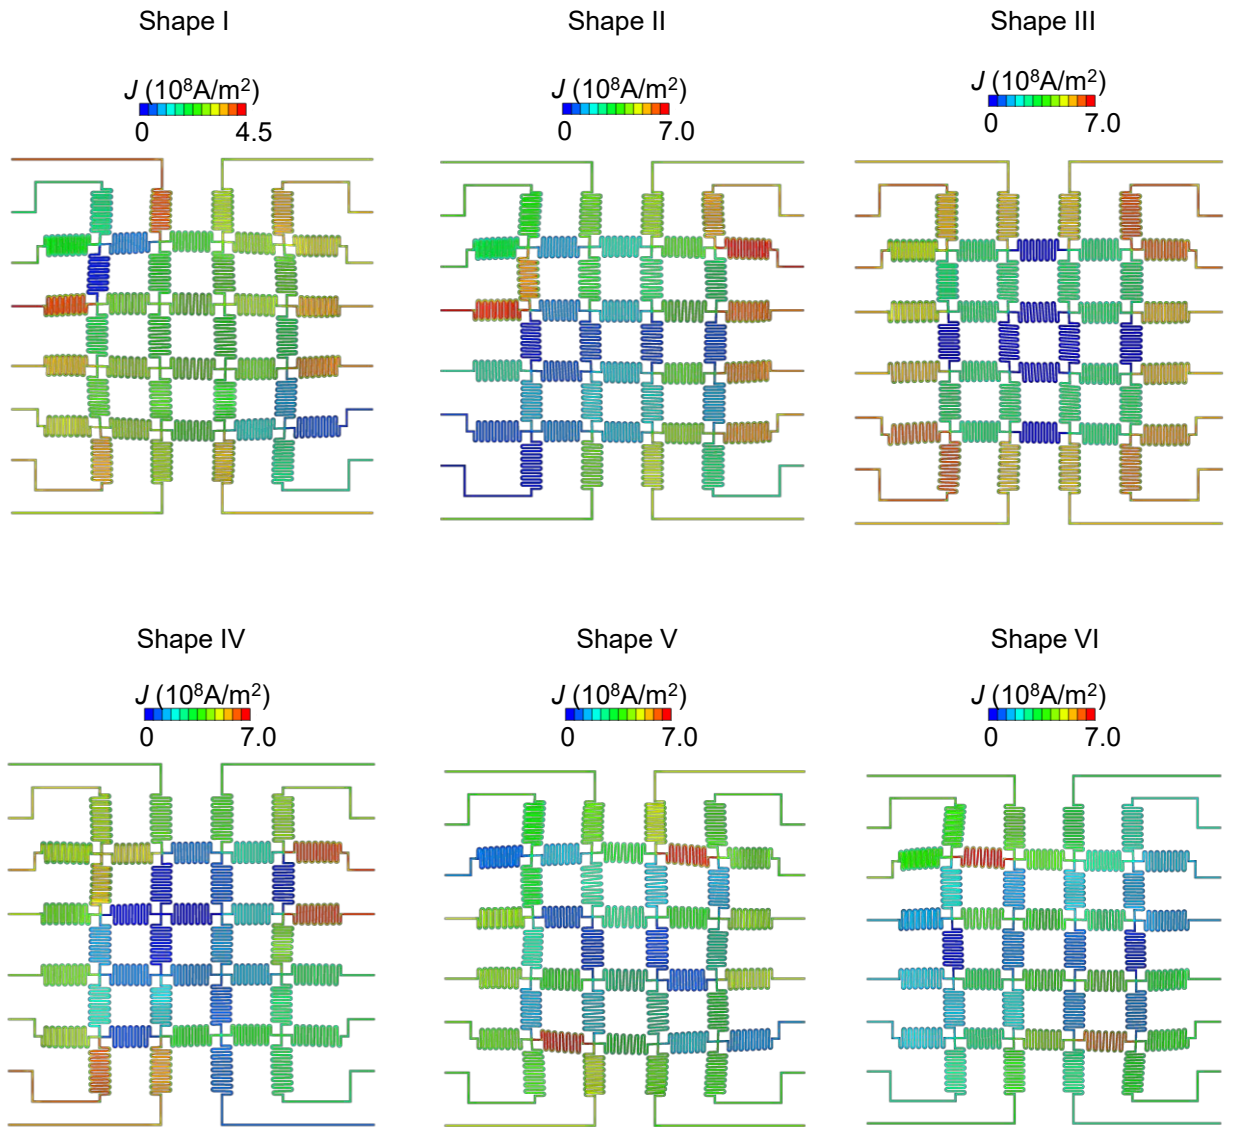 Shape I
Shape II
Shape III
J (10⁸A/m²)
J (10⁸A/m²)
J (10⁸A/m²)
0 4.5
0 7.0
0 7.0
Shape IV
Shape V
Shape VI
J (10⁸A/m²)
J (10⁸A/m²)
J (10⁸A/m²)
0 7.0
0 7.0
0 7.0